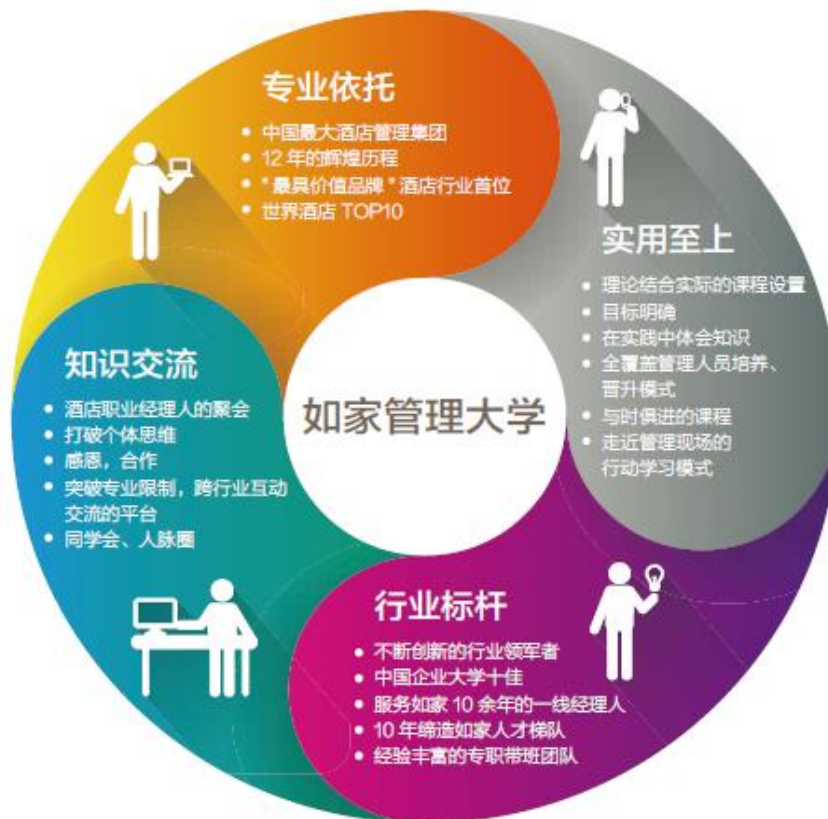 专业依托
• 中国最大酒店管理集团
• 12 年的辉煌历程
• "最具价值品牌"酒店行业首位
• 世界酒店 TOP10
实用至上
• 理论结合实际的课程设置
• 目标明确
• 在实践中体会知识
• 全覆盖管理人员培养、
晋升模式
• 与时俱进的课程
• 走近管理现场的
行动学习模式
知识交流
• 酒店职业经理人的聚会
• 打破个体思维
• 感恩，合作
• 突破专业限制，跨行业互动
交流的平台
• 同学会、人脉圈
如家管理大学
行业标杆
• 不断创新的行业领军者
• 中国企业大学十佳
• 服务如家 10 余年的一线经理人
• 10 年缔造如家人才梯队
• 经验丰富的专职带班团队